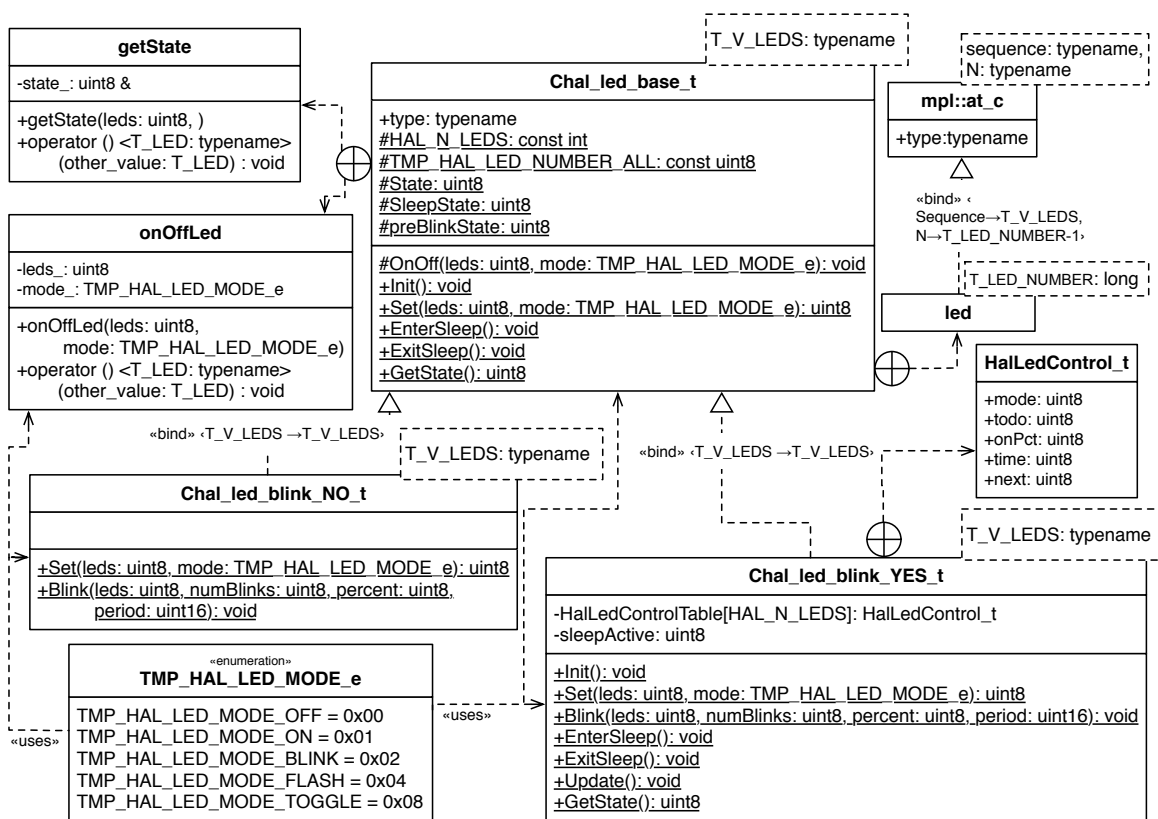 getState
-state_: uint8 &
+getState(leds: uint8, )
+operator () <T_LED: typename>
(other_value: T_LED) : void
onOffLed
-leds_: uint8
-mode_: TMP_HAL_LED_MODE_e
+onOffLed(leds: uint8,
mode: TMP_HAL_LED_MODE_e)
+operator () <T_LED: typename>
(other_value: T_LED) : void
T_V_LEDS: typename
Chal_led_base_t
+type: typename
#HAL_N_LEDS: const int
#TMP_HAL_LED_NUMBER_ALL: const uint8
#State: uint8
#SleepState: uint8
#preBlinkState: uint8
#OnOff(leds: uint8, mode: TMP_HAL_LED_MODE_e): void
+Init(): void
+Set(leds: uint8, mode: TMP_HAL_LED_MODE_e): uint8
+EnterSleep(): void
+ExitSleep(): void
+GetState(): uint8
sequence: typename,
N: typename
mpl::at_c
+type:typename
«bind» ‹
Sequence→T_V_LEDS,
N→T_LED_NUMBER-1›
T_LED_NUMBER: long
led
HalLedControl_t
+mode: uint8
+todo: uint8
+onPct: uint8
+time: uint8
+next: uint8
«bind» ‹T_V_LEDS →T_V_LEDS›
T_V_LEDS: typename
Chal_led_blink_NO_t
+Set(leds: uint8, mode: TMP_HAL_LED_MODE_e): uint8
+Blink(leds: uint8, numBlinks: uint8, percent: uint8,
period: uint16): void
«bind» ‹T_V_LEDS →T_V_LEDS›
T_V_LEDS: typename
Chal_led_blink_YES_t
-HalLedControlTable[HAL_N_LEDS]: HalLedControl_t
-sleepActive: uint8
+Init(): void
+Set(leds: uint8, mode: TMP_HAL_LED_MODE_e): uint8
+Blink(leds: uint8, numBlinks: uint8, percent: uint8, period: uint16): void
+EnterSleep(): void
+ExitSleep(): void
+Update(): void
+GetState(): uint8
«enumeration»
TMP_HAL_LED_MODE_e
TMP_HAL_LED_MODE_OFF = 0x00
TMP_HAL_LED_MODE_ON = 0x01
TMP_HAL_LED_MODE_BLINK = 0x02
TMP_HAL_LED_MODE_FLASH = 0x04
TMP_HAL_LED_MODE_TOGGLE = 0x08
«uses»
«uses»